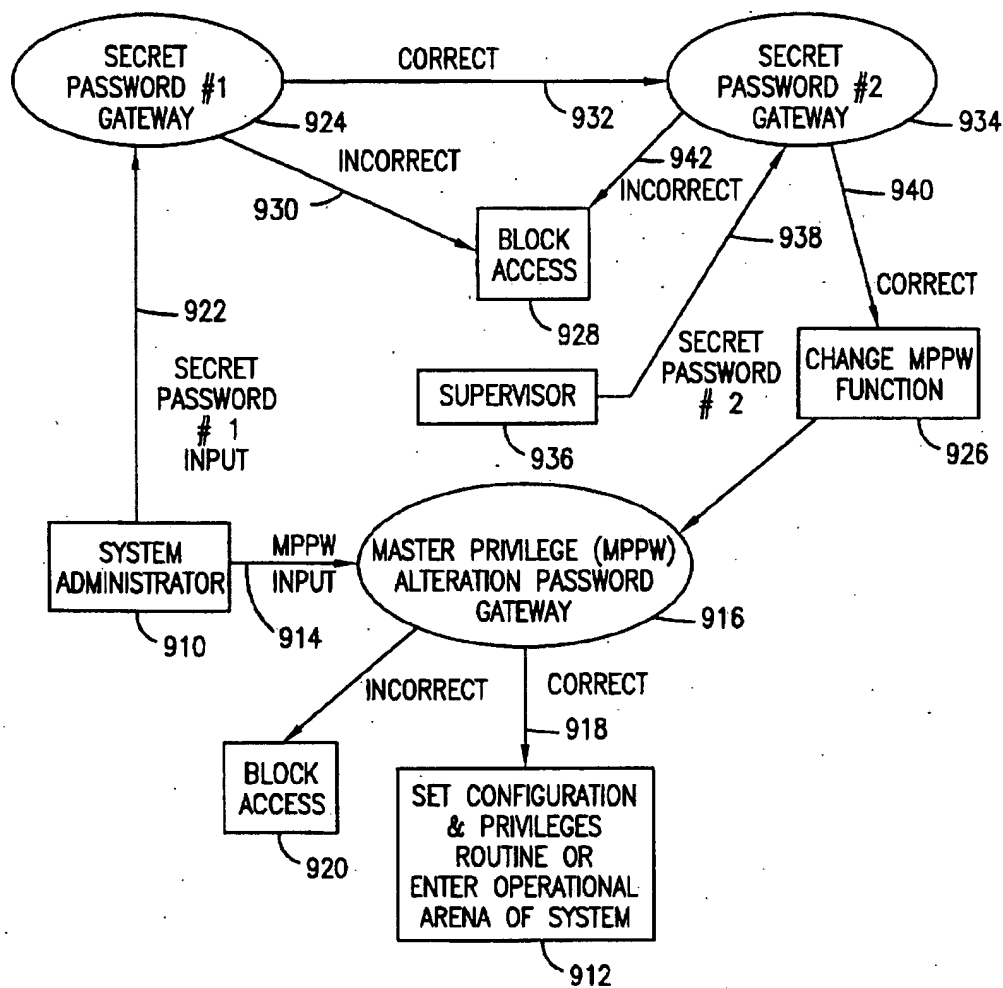 SECRET
PASSWORD #1
GATEWAY
924
CORRECT
932
SECRET
PASSWORD #2
GATEWAY
934
INCORRECT
930
942
INCORRECT
940
BLOCK
ACCESS
928
938
CORRECT
922
SECRET
PASSWORD
# 1
INPUT
SUPERVISOR
936
SECRET
PASSWORD
# 2
CHANGE MPPW
FUNCTION
926
SYSTEM
ADMINISTRATOR
910
MPPW
INPUT
914
MASTER PRIVILEGE (MPPW)
ALTERATION PASSWORD
GATEWAY
916
INCORRECT
CORRECT
918
BLOCK
ACCESS
920
SET CONFIGURATION
& PRIVILEGES
ROUTINE OR
ENTER OPERATIONAL
ARENA OF SYSTEM
912